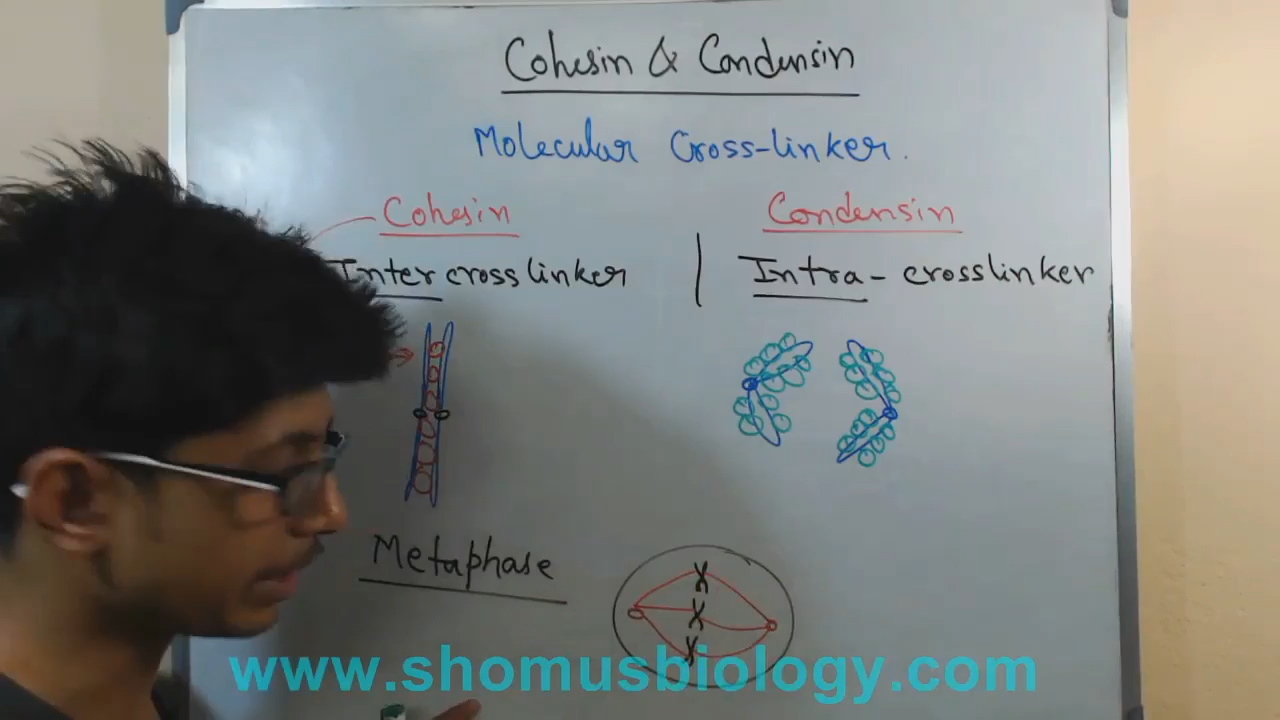 Cohesin & Condensin
Molecular Cross-linker.
Cohesin
Condensin
Inter crosslinker
Intra-crosslinker
Metaphase
www.shomusbiology.com